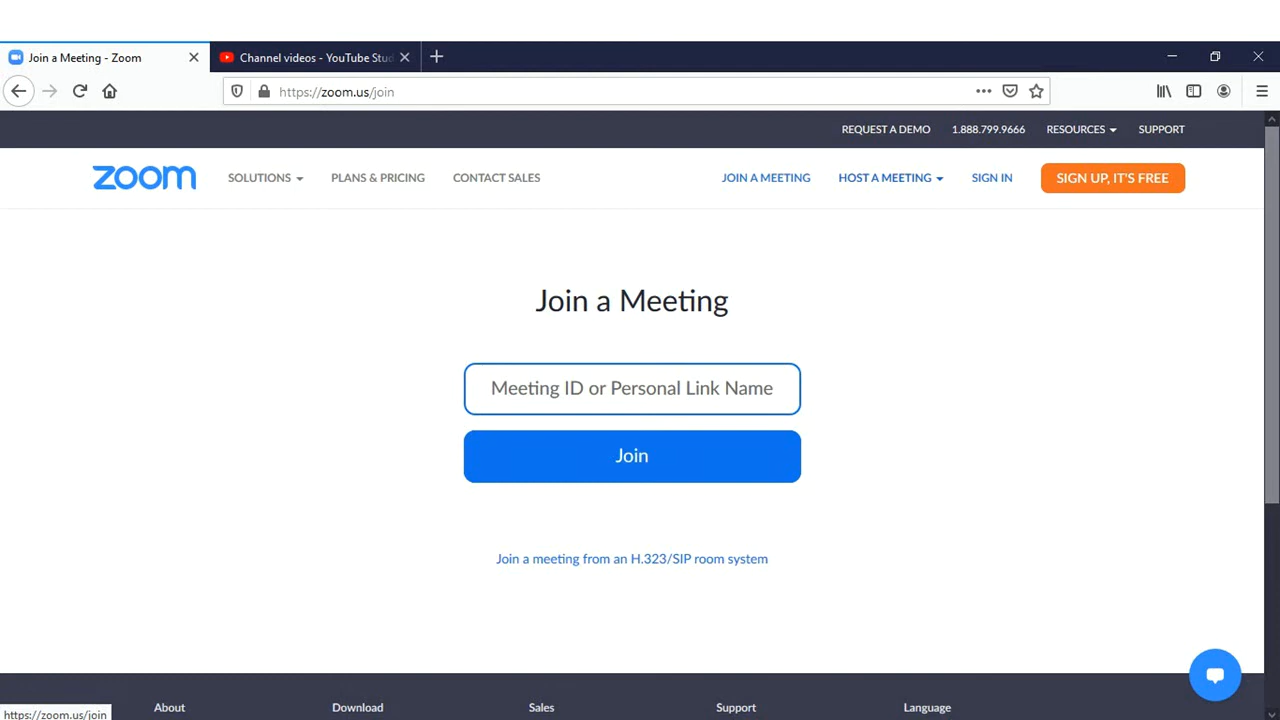 Join a Meeting - Zoom
Channel videos - YouTube Stud
https://zoom.us/join
REQUEST A DEMO 1.888.799.9666 RESOURCES SUPPORT
zoom SOLUTIONS PLANS & PRICING CONTACT SALES JOIN A MEETING HOST A MEETING SIGN IN SIGN UP, IT'S FREE
Join a Meeting
Meeting ID or Personal Link Name
Join
Join a meeting from an H.323/SIP room system
About Download Sales Support Language
https://zoom.us/join